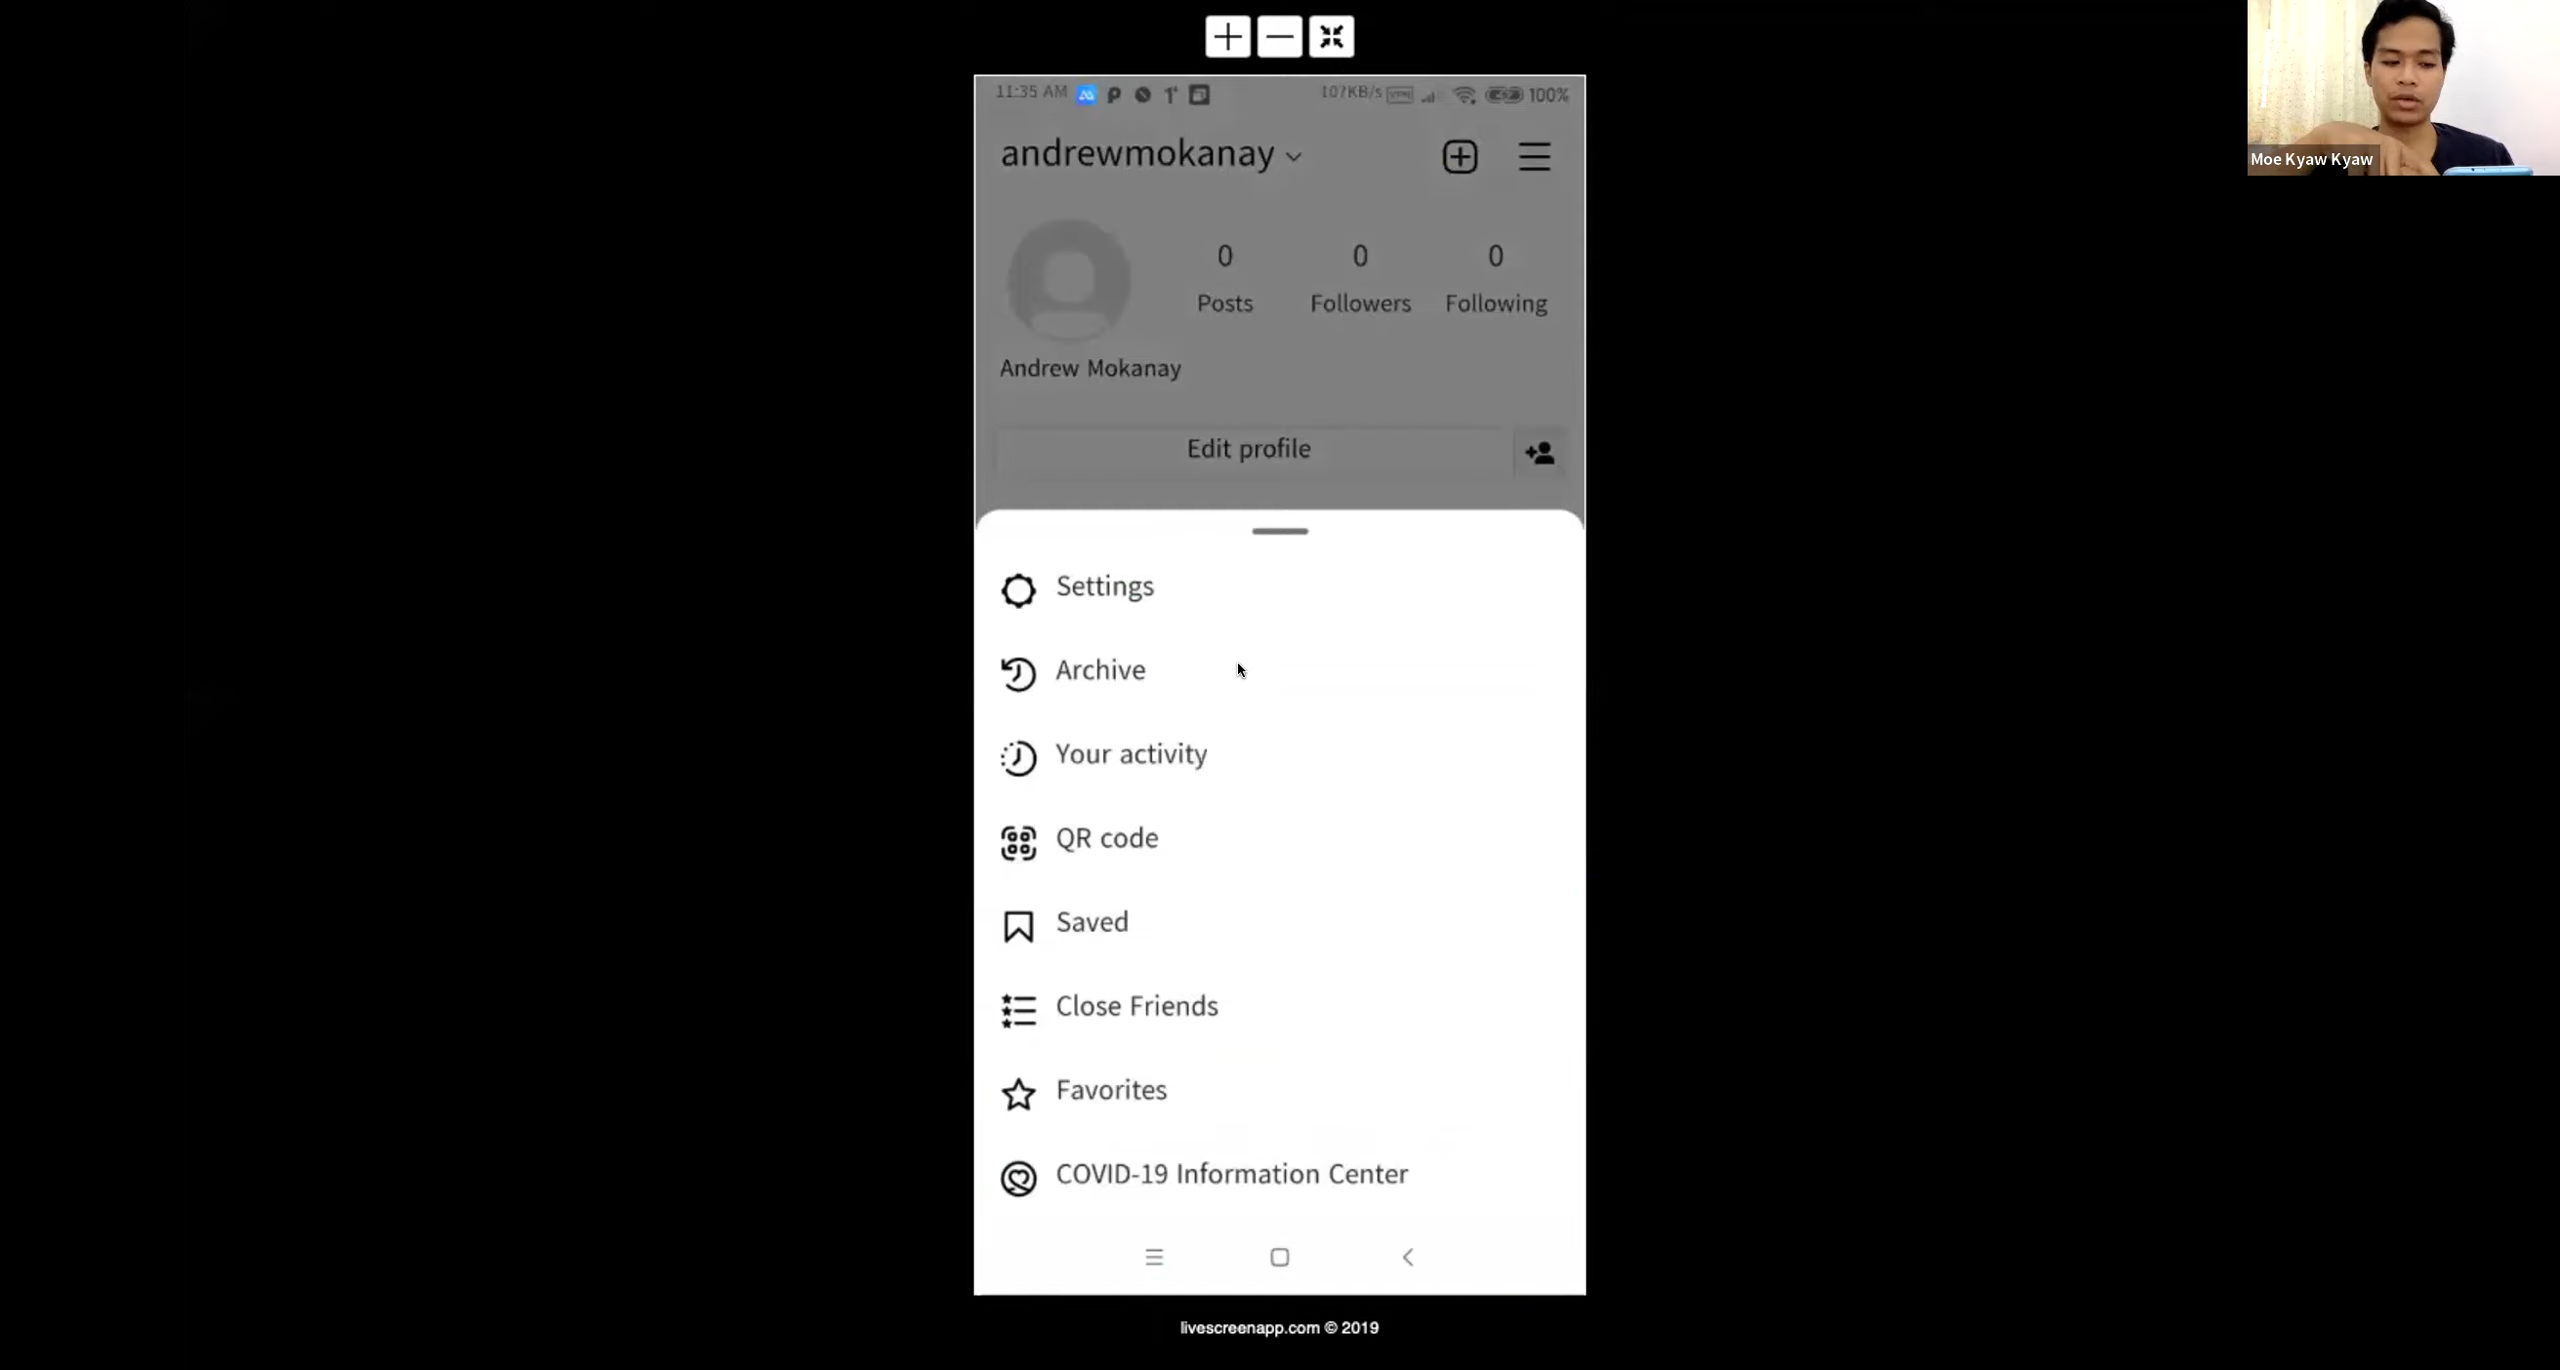 11:35 AM 107KB/s VPN 100%
andrewmokanay
0 0 0
Posts Followers Following
Andrew Mokanay
Edit profile
Settings
Archive
Your activity
QR code
Saved
Close Friends
Favorites
COVID-19 Information Center
livescreenapp.com © 2019
Moe Kyaw Kyaw